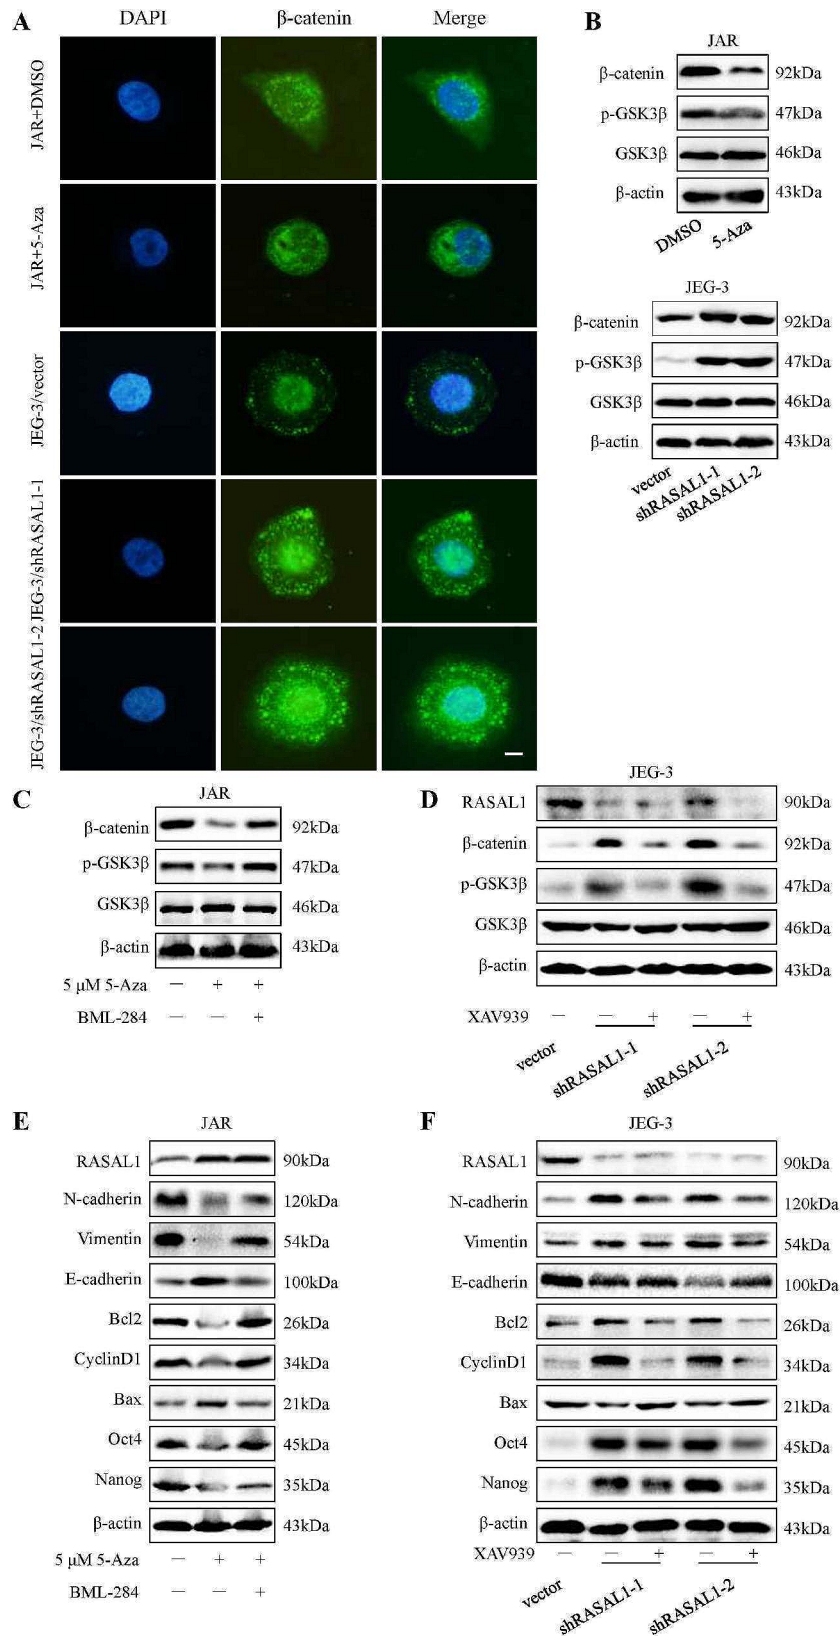 A
DAPI β-catenin Merge
JAR+DMSO
JAR+5-Aza
JEG-3/vector
JEG-3/shRASAL1-1
JEG-3/shRASAL1-2
B
JAR
β-catenin 92kDa
p-GSK3β 47kDa
GSK3β 46kDa
β-actin 43kDa
DMSO 5-Aza
JEG-3
β-catenin 92kDa
p-GSK3β 47kDa
GSK3β 46kDa
β-actin 43kDa
vector shRASAL1-1 shRASAL1-2
C
JAR
β-catenin 92kDa
p-GSK3β 47kDa
GSK3β 46kDa
β-actin 43kDa
5 μM 5-Aza — + +
BML-284 — — +
D
JEG-3
RASAL1 90kDa
β-catenin 92kDa
p-GSK3β 47kDa
GSK3β 46kDa
β-actin 43kDa
XAV939 — — + — +
vector shRASAL1-1 shRASAL1-2
E
JAR
RASAL1 90kDa
N-cadherin 120kDa
Vimentin 54kDa
E-cadherin 100kDa
Bcl2 26kDa
CyclinD1 34kDa
Bax 21kDa
Oct4 45kDa
Nanog 35kDa
β-actin 43kDa
5 μM 5-Aza — + +
BML-284 — — +
F
JEG-3
RASAL1 90kDa
N-cadherin 120kDa
Vimentin 54kDa
E-cadherin 100kDa
Bcl2 26kDa
CyclinD1 34kDa
Bax 21kDa
Oct4 45kDa
Nanog 35kDa
β-actin 43kDa
XAV939 — — + — +
vector shRASAL1-1 shRASAL1-2